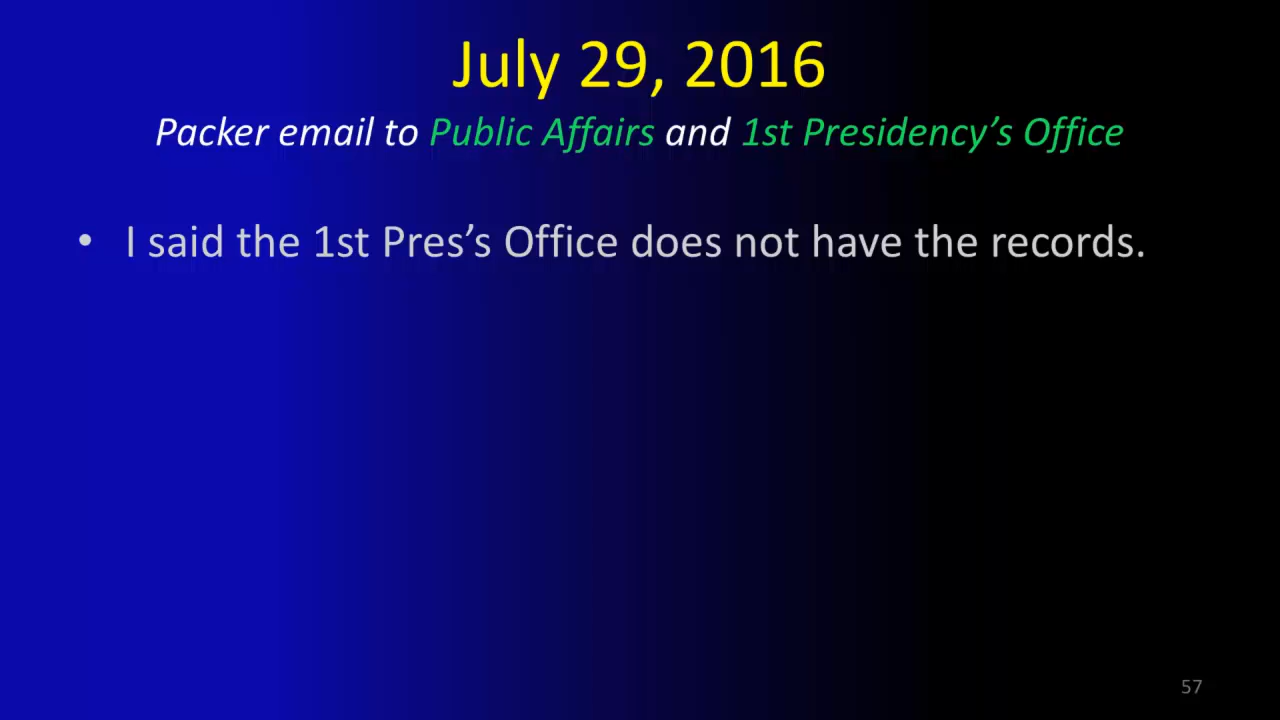 July 29, 2016
Packer email to Public Affairs and 1st Presidency’s Office
• I said the 1st Pres’s Office does not have the records.
57